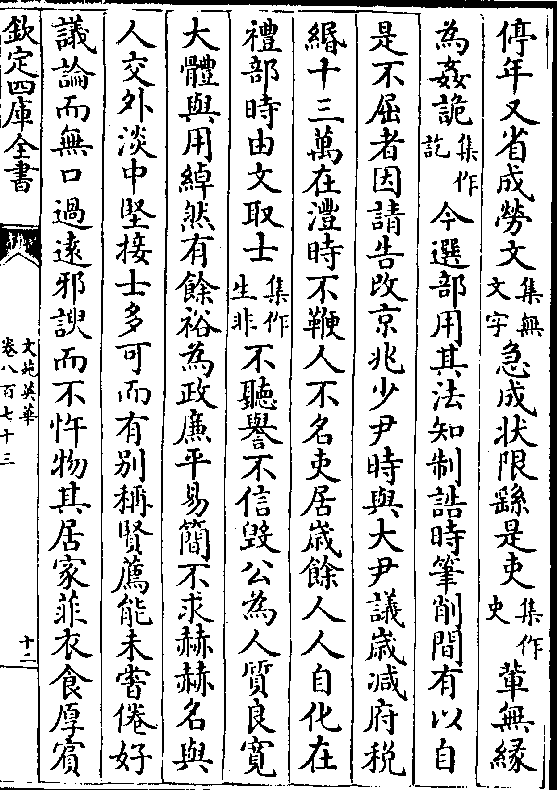 停年又省成勞文集無文字急成狀限繇是吏集作史輩無緣
為姦詭集作訖今選部用其法知制誥時筆削間有以自
是不屈者因請告改京兆少尹時與大尹議歲減府稅
緡十三萬在灃時不鞭人不名吏居歲餘人人自化在
禮部時由文取士集作生非不聽譽不信毀公為人質良寬
大體與用綽然有餘裕為政廉平易簡不求赫赫名與
人交外淡中堅接士多可而有別稱賢薦能未嘗倦好
議論而無口過遠邪諛而不忤物其居家菲衣食厚賓
欽定四庫全書
文苑英華
卷八百七十三
十二